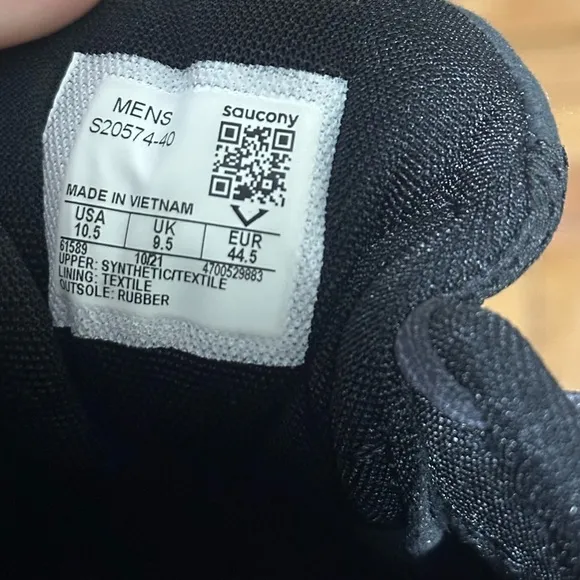 MENS
S20574-40
saucony
MADE IN VIETNAM
USA UK EUR
10.5 9.5 44.5
61589 10/21 4700529883
UPPER: SYNTHETIC/TEXTILE
LINING: TEXTILE
OUTSOLE: RUBBER